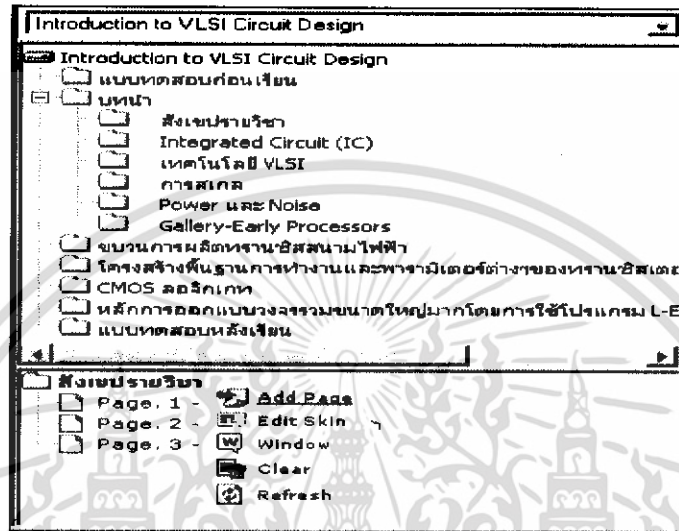 Introduction to VLSI Circuit Design
Introduction to VLSI Circuit Design
แบบทดสอบก่อนเรียน
บทนำ
สังเขปรายวิชา
Integrated Circuit (IC)
เทคโนโลยี VLSI
การสเกล
Power และ Noise
Gallery-Early Processors
ขบวนการผลิตทรานซิสสนามไฟฟ้า
โครงสร้างพื้นฐานการทำงานและพารามิเตอร์ต่างๆของทรานซิสเตอ
CMOS ลอจิกเกท
หลักการออกแบบวงจรรวมขนาดใหญ่มากโดยการใช้โปรแกรม L-E
แบบทดสอบหลังเรียน
สังเขปรายวิชา
Page. 1 - Add Page
Page. 2 - Edit Skin
Page. 3 - Window
Clear
Refresh